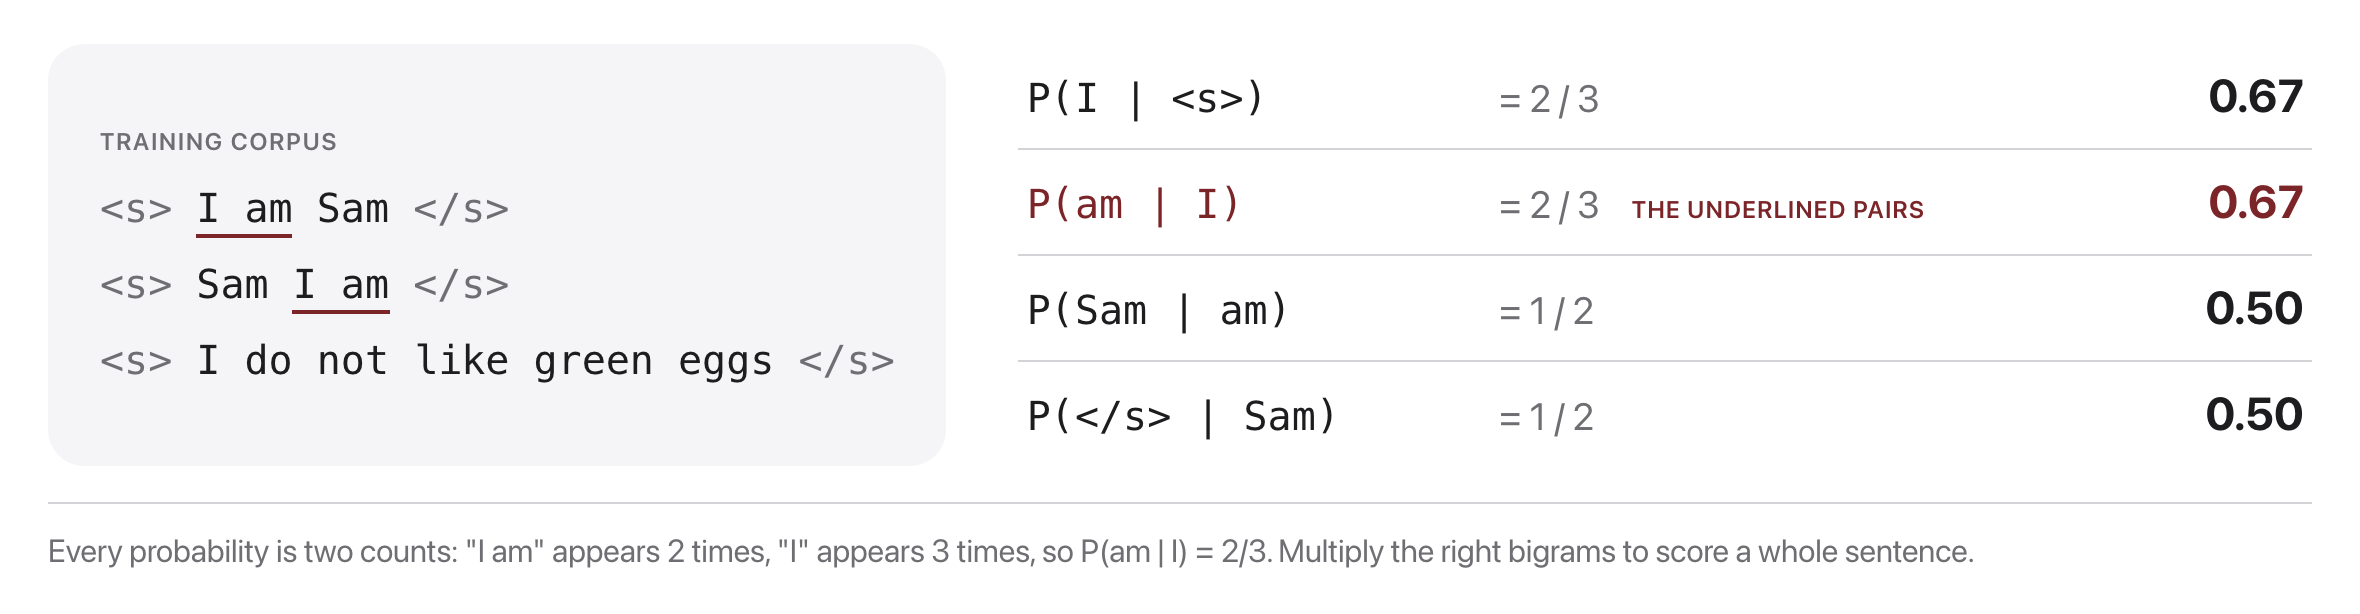 TRAINING CORPUS
<s> I am Sam </s>
<s> Sam I am </s>
<s> I do not like green eggs </s>
P(I | <s>) = 2 / 3 0.67
P(am | I) = 2 / 3 THE UNDERLINED PAIRS 0.67
P(Sam | am) = 1 / 2 0.50
P(</s> | Sam) = 1 / 2 0.50
Every probability is two counts: "I am" appears 2 times, "I" appears 3 times, so P(am | I) = 2/3. Multiply the right bigrams to score a whole sentence.